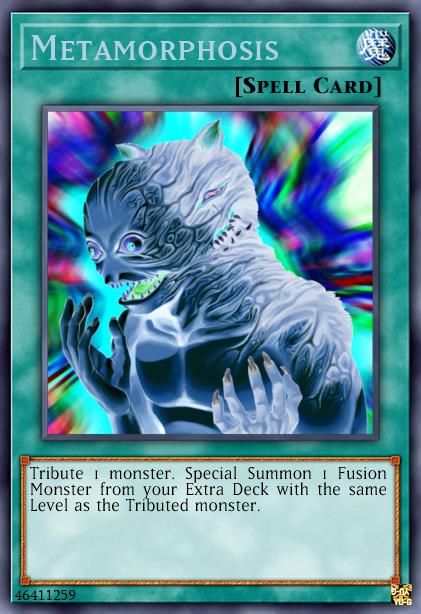 METAMORPHOSIS
魔
[SPELL CARD]
Tribute 1 monster. Special Summon 1 Fusion
Monster from your Extra Deck with the same
Level as the Tributed monster.
46411259